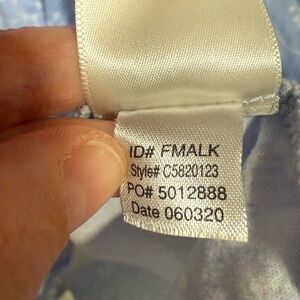 ID# FMALK
Style# C5820123
PO# 5012888
Date 060320